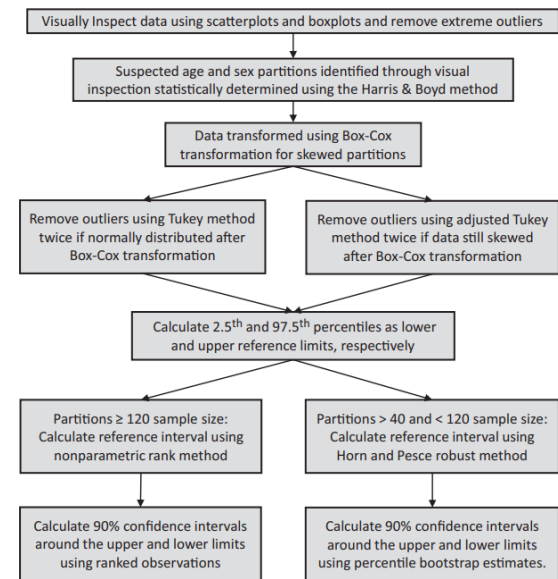 Visually Inspect data using scatterplots and boxplots and remove extreme outliers
Suspected age and sex partitions identified through visual
inspection statistically determined using the Harris & Boyd method
Data transformed using Box-Cox
transformation for skewed partitions
Remove outliers using Tukey method
twice if normally distributed after
Box-Cox transformation
Remove outliers using adjusted Tukey
method twice if data still skewed
after Box-Cox transformation
Calculate 2.5th and 97.5th percentiles as lower
and upper reference limits, respectively
Partitions ≥ 120 sample size:
Calculate reference interval using
nonparametric rank method
Partitions > 40 and < 120 sample size:
Calculate reference interval using
Horn and Pesce robust method
Calculate 90% confidence intervals
around the upper and lower limits
using ranked observations
Calculate 90% confidence intervals
around the upper and lower limits
using percentile bootstrap estimates.